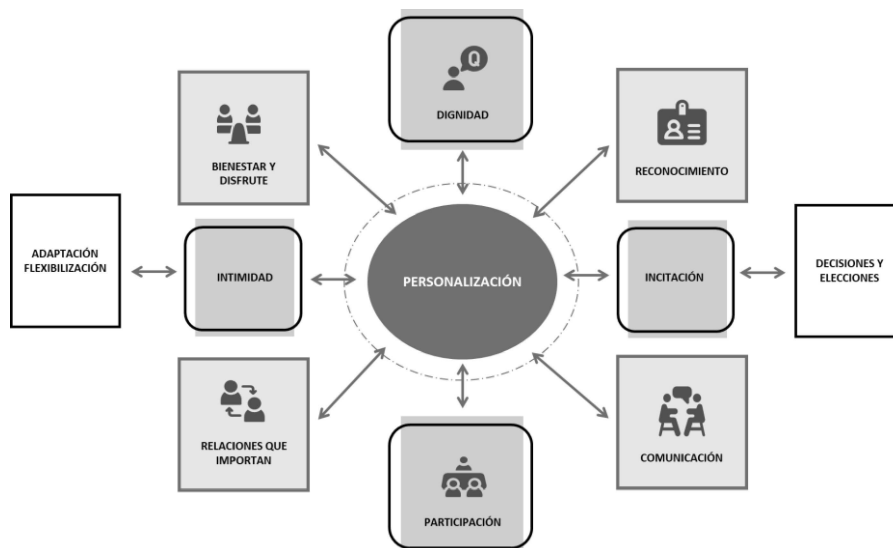 Q
DIGNIDAD
BIENESTAR Y
DISFRUTE
RECONOCIMIENTO
ADAPTACIÓN
FLEXIBILIZACIÓN
INTIMIDAD
PERSONALIZACIÓN
INCITACIÓN
DECISIONES Y
ELECCIONES
RELACIONES QUE
IMPORTAN
COMUNICACIÓN
PARTICIPACIÓN